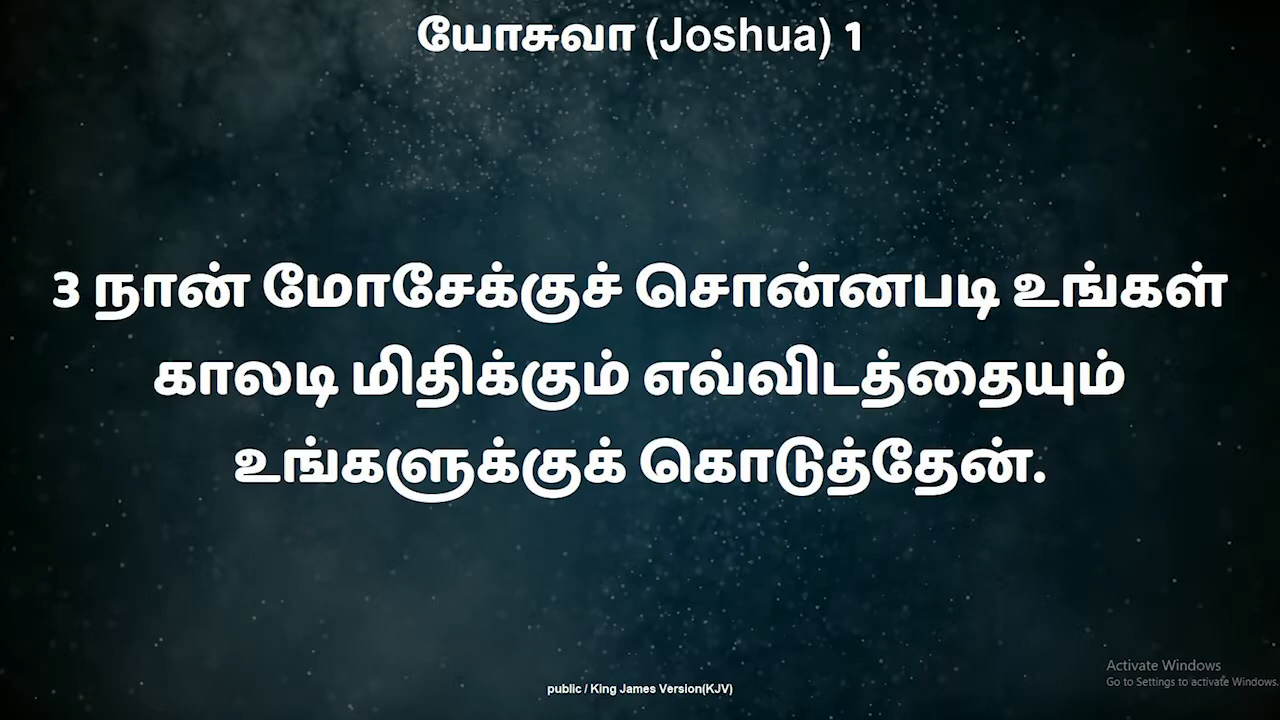 யோசுவா (Joshua) 1
3 நான் மோசேக்குச் சொன்னபடி உங்கள்
காலடி மிதிக்கும் எவ்விடத்தையும்
உங்களுக்குக் கொடுத்தேன்.
Activate Windows
Go to Settings to activate Windows.
public / King James Version(KJV)